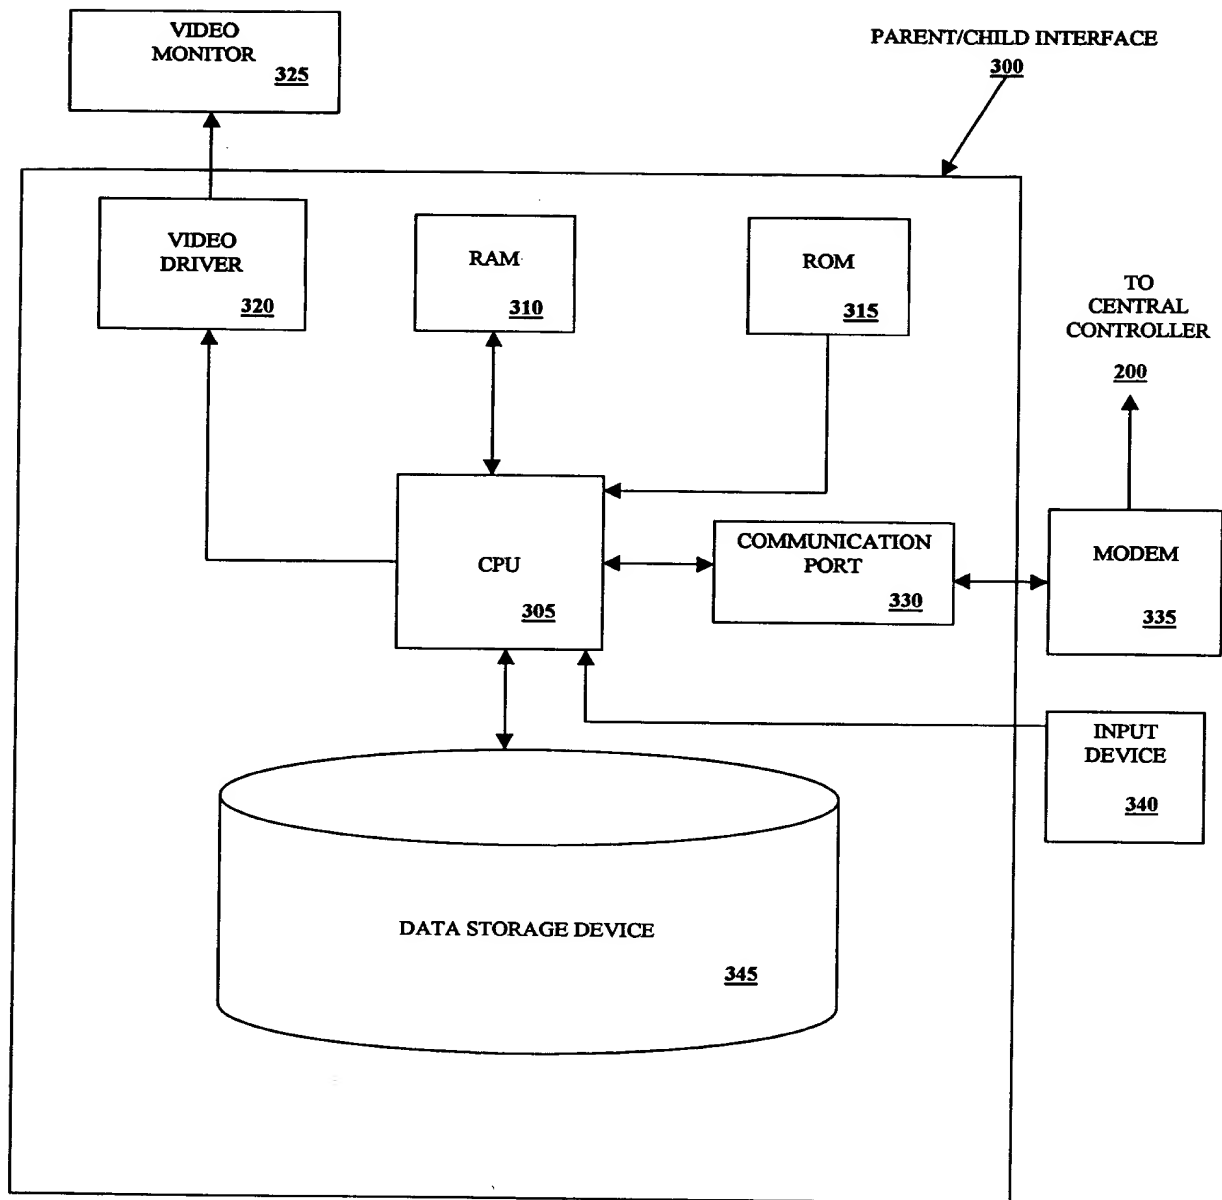 VIDEO
MONITOR
325
PARENT/CHILD INTERFACE
300
VIDEO
DRIVER
320
RAM
310
ROM
315
TO
CENTRAL
CONTROLLER
200
CPU
305
COMMUNICATION
PORT
330
MODEM
335
INPUT
DEVICE
340
DATA STORAGE DEVICE
345